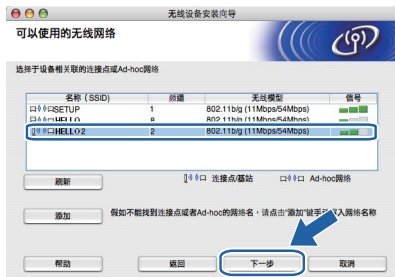 无线设备安装向导
可以使用的无线网络
选择于设备相关联的连接点或Ad-hoc网络
名称 (SSID) 频道 无线模型 信号
SETUP 1 802.11b/g (11Mbps/54Mbps)
HELLO 8 802.11b/g (11Mbps/54Mbps)
HELLO2 2 802.11b/g (11Mbps/54Mbps)
刷新 连接点/基站 Ad-hoc网络
添加 假如不能找到连接点或者Ad-hoc的网络名,请点击"添加"键手动写入网络名称
帮助 返回 下一步 取消